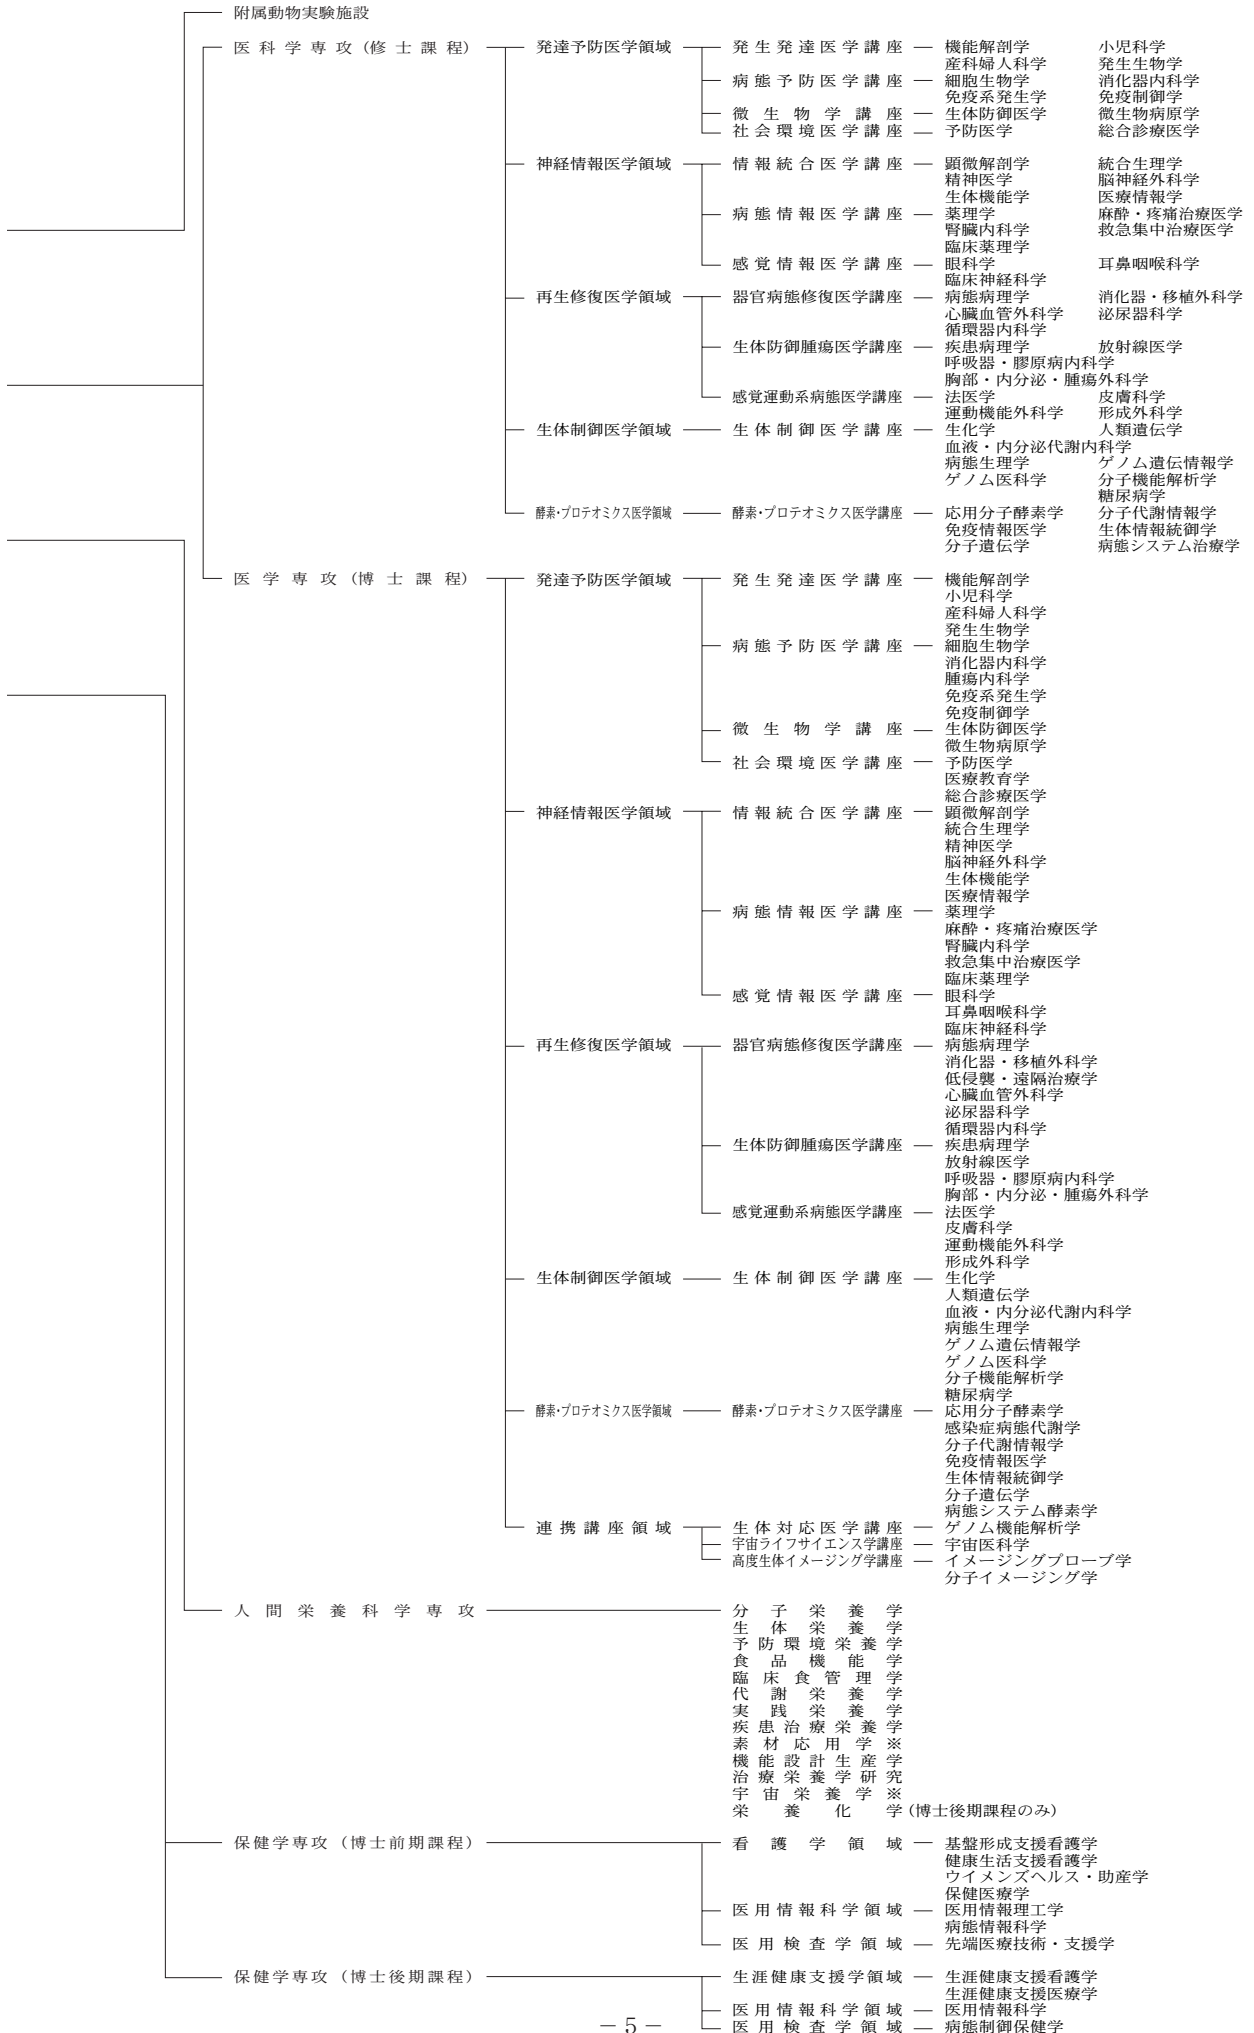 附属動物実験施設
医科学専攻(修士課程) 発達予防医学領域 発生発達医学講座 機能解剖学 小児科学
産科婦人科学 発生生物学
病態予防医学講座 細胞生物学 消化器内科学
免疫系発生学 免疫制御学
微生物学講座 生体防御医学 微生物病原学
社会環境医学講座 予防医学 総合診療医学
神経情報医学領域 情報統合医学講座 顕微解剖学 統合生理学
精神医学 脳神経外科学
生体機能学 医療情報学
病態情報医学講座 薬理学 麻酔・疼痛治療医学
腎臓内科学 救急集中治療医学
臨床薬理学
感覚情報医学講座 眼科学 耳鼻咽喉科学
臨床神経科学
再生修復医学領域 器官病態修復医学講座 病態病理学 消化器・移植外科学
心臓血管外科学 泌尿器科学
循環器内科学
生体防御腫瘍医学講座 疾患病理学 放射線医学
呼吸器・膠原病内科学
胸部・内分泌・腫瘍外科学
感覚運動系病態医学講座 法医学 皮膚科学
運動機能外科学 形成外科学
生体制御医学領域 生体制御医学講座 生化学 人類遺伝学
血液・内分泌代謝内科学
病態生理学 ゲノム遺伝情報学
ゲノム医科学 分子機能解析学
糖尿病学
酵素・プロテオミクス医学領域 酵素・プロテオミクス医学講座 応用分子酵素学 分子代謝情報学
免疫情報医学 生体情報統御学
分子遺伝学 病態システム治療学
医学専攻(博士課程) 発達予防医学領域 発生発達医学講座 機能解剖学
小児科学
産科婦人科学
発生生物学
病態予防医学講座 細胞生物学
消化器内科学
腫瘍内科学
免疫系発生学
免疫制御学
微生物学講座 生体防御医学
微生物病原学
社会環境医学講座 予防医学
医療教育学
総合診療医学
神経情報医学領域 情報統合医学講座 顕微解剖学
統合生理学
精神医学
脳神経外科学
生体機能学
医療情報学
病態情報医学講座 薬理学
麻酔・疼痛治療医学
腎臓内科学
救急集中治療医学
臨床薬理学
感覚情報医学講座 眼科学
耳鼻咽喉科学
臨床神経科学
再生修復医学領域 器官病態修復医学講座 病態病理学
消化器・移植外科学
低侵襲・遠隔治療学
心臓血管外科学
泌尿器科学
循環器内科学
生体防御腫瘍医学講座 疾患病理学
放射線医学
呼吸器・膠原病内科学
胸部・内分泌・腫瘍外科学
感覚運動系病態医学講座 法医学
皮膚科学
運動機能外科学
形成外科学
生体制御医学領域 生体制御医学講座 生化学
人類遺伝学
血液・内分泌代謝内科学
病態生理学
ゲノム遺伝情報学
ゲノム医科学
分子機能解析学
糖尿病学
酵素・プロテオミクス医学領域 酵素・プロテオミクス医学講座 応用分子酵素学
感染症病態代謝学
分子代謝情報学
免疫情報医学
生体情報統御学
分子遺伝学
病態システム酵素学
連携講座領域 生体対応医学講座 ゲノム機能解析学
宇宙ライフサイエンス学講座 宇宙医科学
高度生体イメージング学講座 イメージングプローブ学
分子イメージング学
人間栄養科学専攻 分子栄養学
生体栄養学
予防環境栄養学
食品機能学
臨床食管理学
代謝栄養学
実践栄養学
疾患治療栄養学
素材応用学※
機能設計生産学
治療栄養学研究
宇宙栄養学※
栄養化学(博士後期課程のみ)
保健学専攻(博士前期課程) 看護学領域 基盤形成支援看護学
健康生活支援看護学
ウイメンズヘルス・助産学
保健医療学
医用情報科学領域 医用情報理工学
病態情報科学
医用検査学領域 先端医療技術・支援学
保健学専攻(博士後期課程) 生涯健康支援学領域 生涯健康支援看護学
生涯健康支援医療学
医用情報科学領域 医用情報科学
医用検査学領域 病態制御保健学
－5－